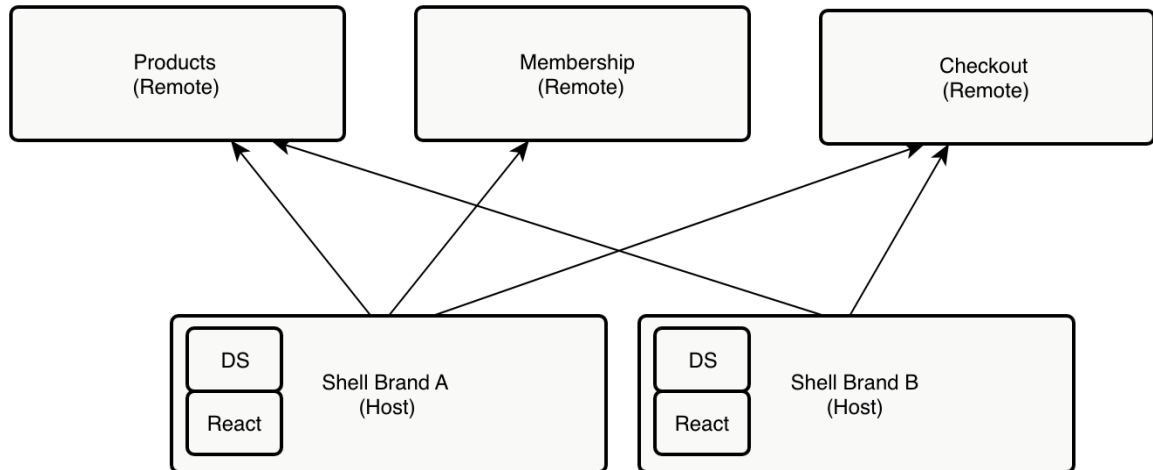 Products
(Remote)
Membership
(Remote)
Checkout
(Remote)
DS
React
Shell Brand A
(Host)
DS
React
Shell Brand B
(Host)